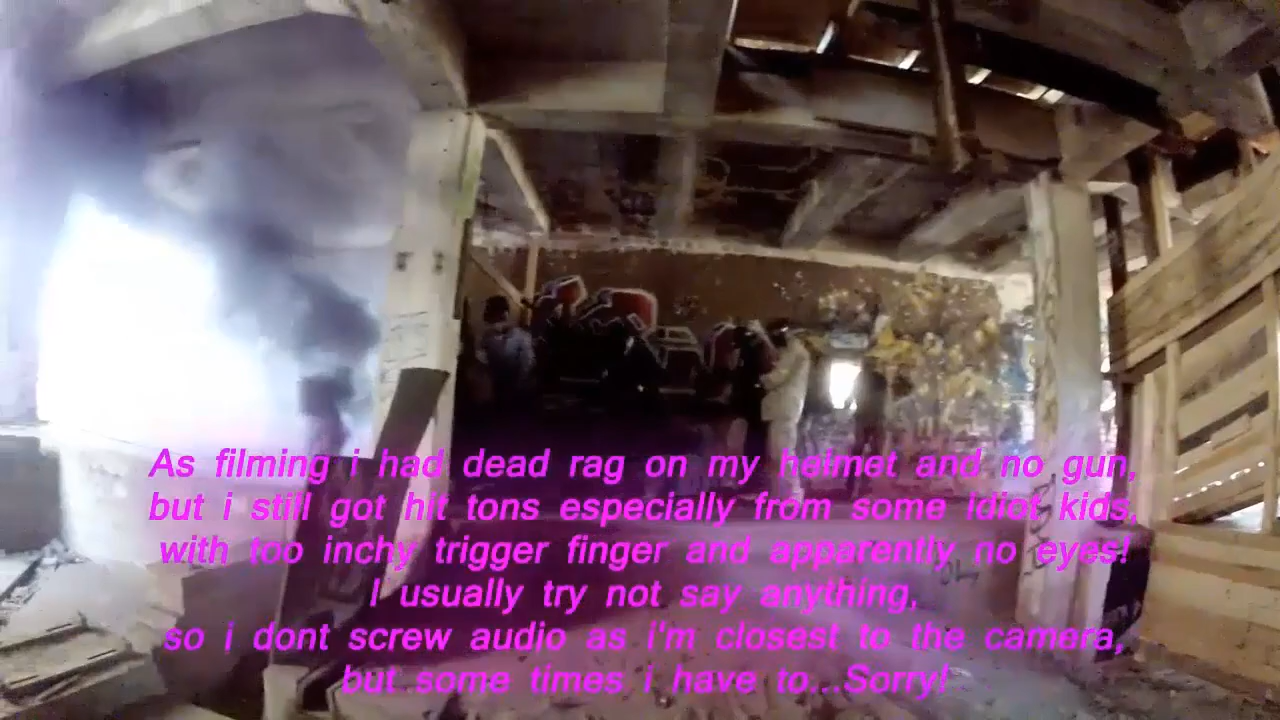 As filming i had dead rag on my helmet and no gun,
but i still got hit tons especially from some idiot kids,
with too inchy trigger finger and apparently no eyes!
I usually try not say anything,
so i dont screw audio as i'm closest to the camera,
but some times i have to...Sorry!